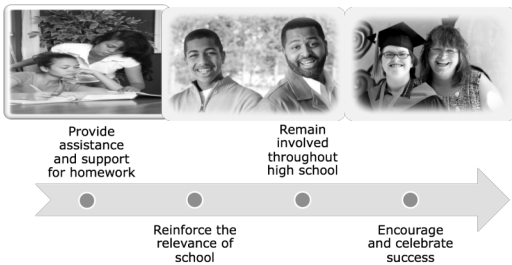 Provide
assistance
and support
for homework
Reinforce the
relevance of
school
Remain
involved
throughout
high school
Encourage
and celebrate
success